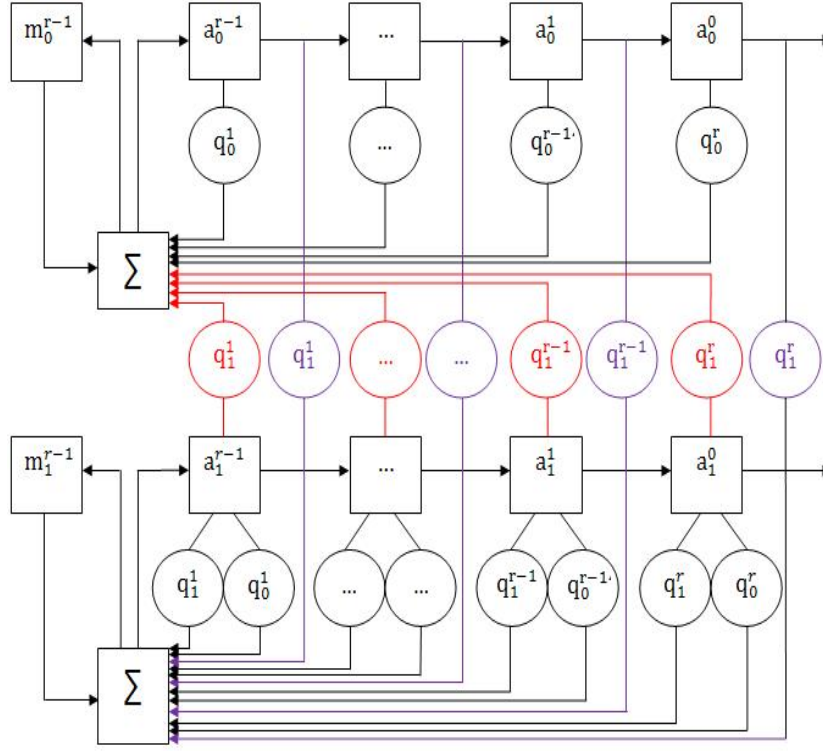 m₀ʳ⁻¹ a₀ʳ⁻¹ ... a₀¹ a₀⁰
q₀¹ ... q₀ʳ⁻¹ q₀ʳ
∑
q₁¹ q₁¹ ... ... q₁ʳ⁻¹ q₁ʳ⁻¹ q₁ʳ q₁ʳ
m₁ʳ⁻¹ a₁ʳ⁻¹ ... a₁¹ a₁⁰
q₁¹ q₀¹ ... ... q₁ʳ⁻¹ q₀ʳ⁻¹ q₁ʳ q₀ʳ
∑